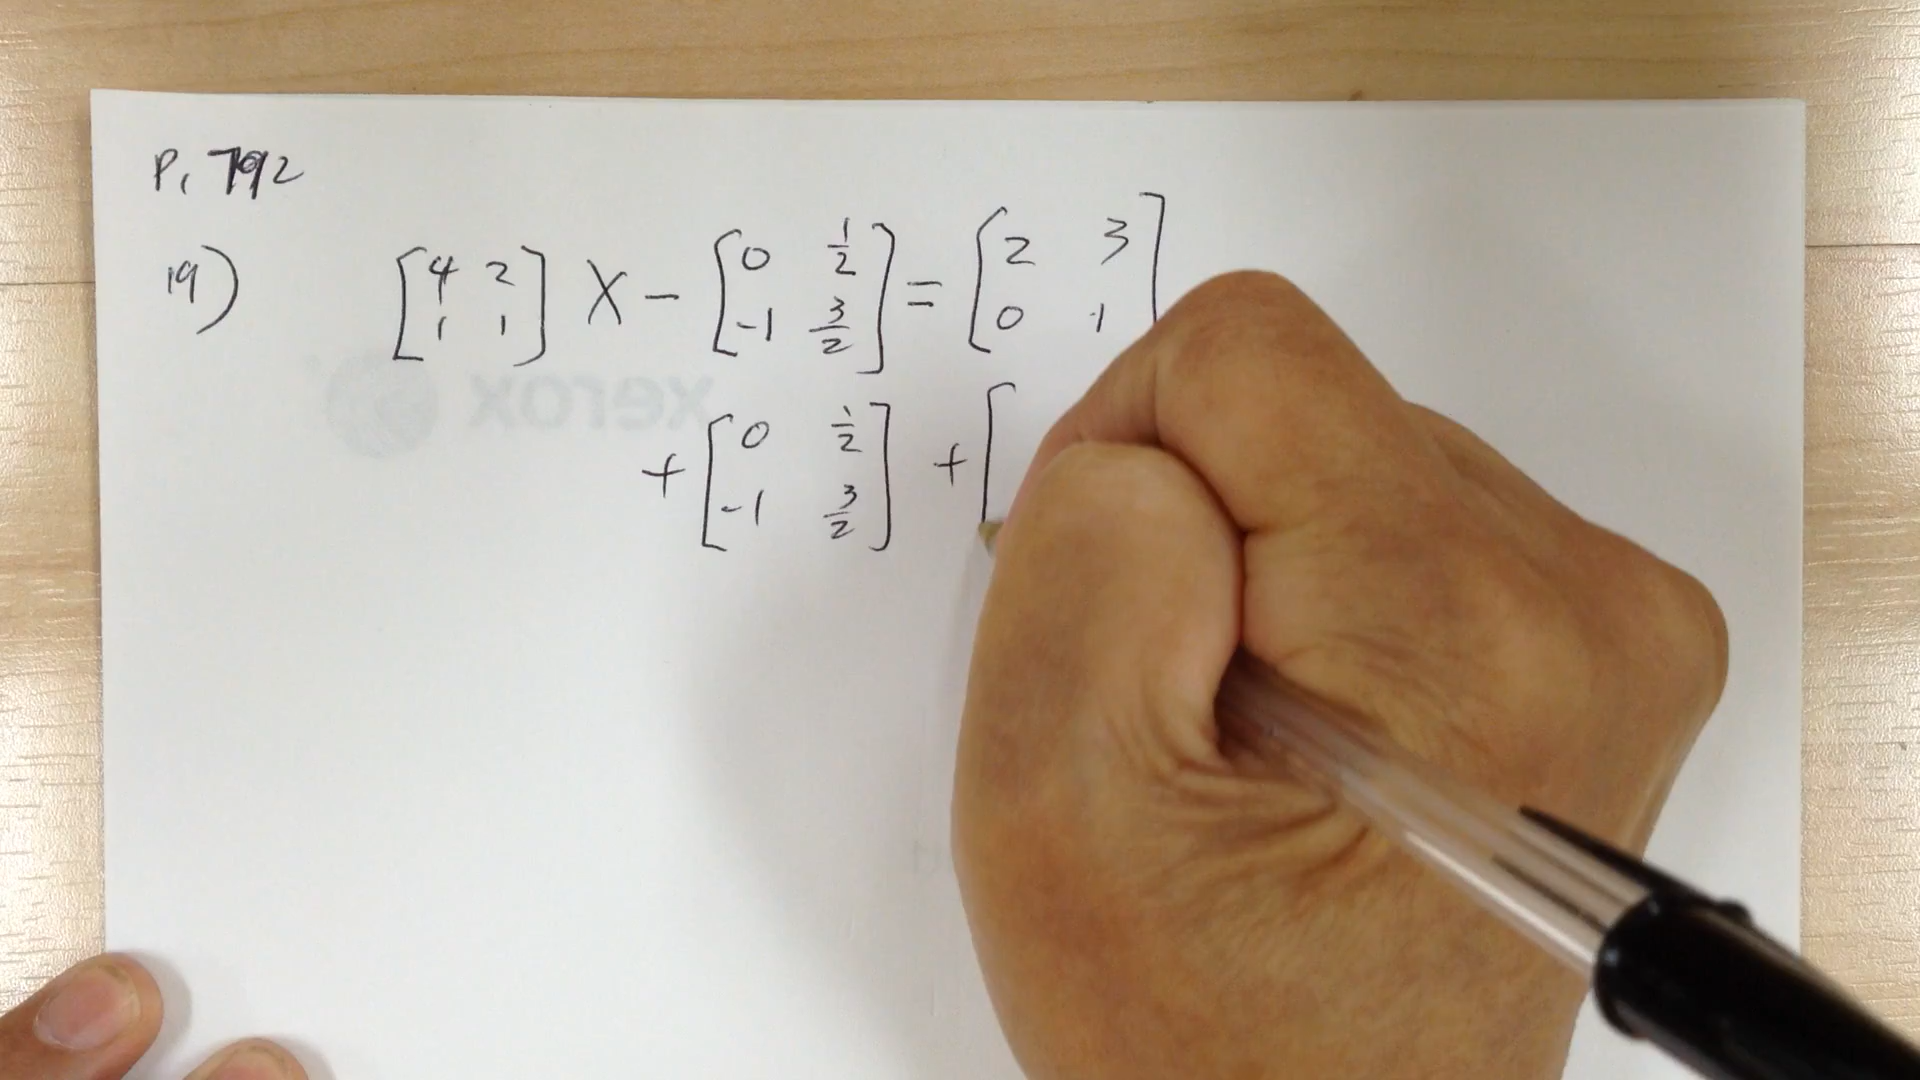 P. 792
19) [4 2; 1 1] X - [0 1/2; -1 3/2] = [2 3; 0 1]
+ [0 1/2; -1 3/2] + [
xerox